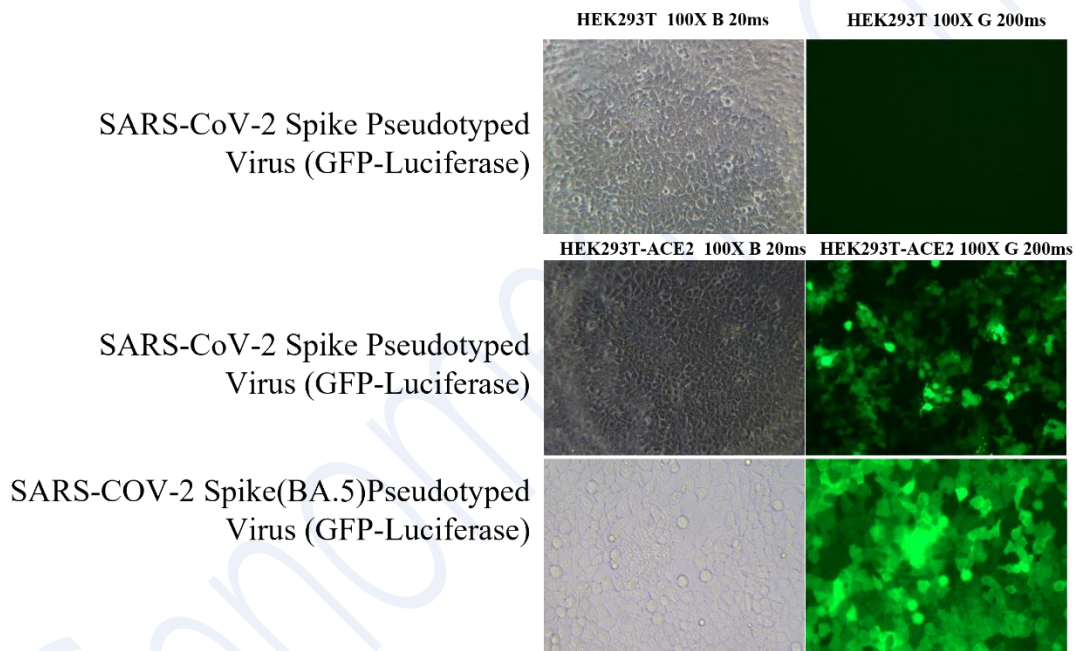 HEK293T 100X B 20ms
HEK293T 100X G 200ms
SARS-CoV-2 Spike Pseudotyped
Virus (GFP-Luciferase)
HEK293T-ACE2 100X B 20ms
HEK293T-ACE2 100X G 200ms
SARS-CoV-2 Spike Pseudotyped
Virus (GFP-Luciferase)
SARS-COV-2 Spike(BA.5)Pseudotyped
Virus (GFP-Luciferase)